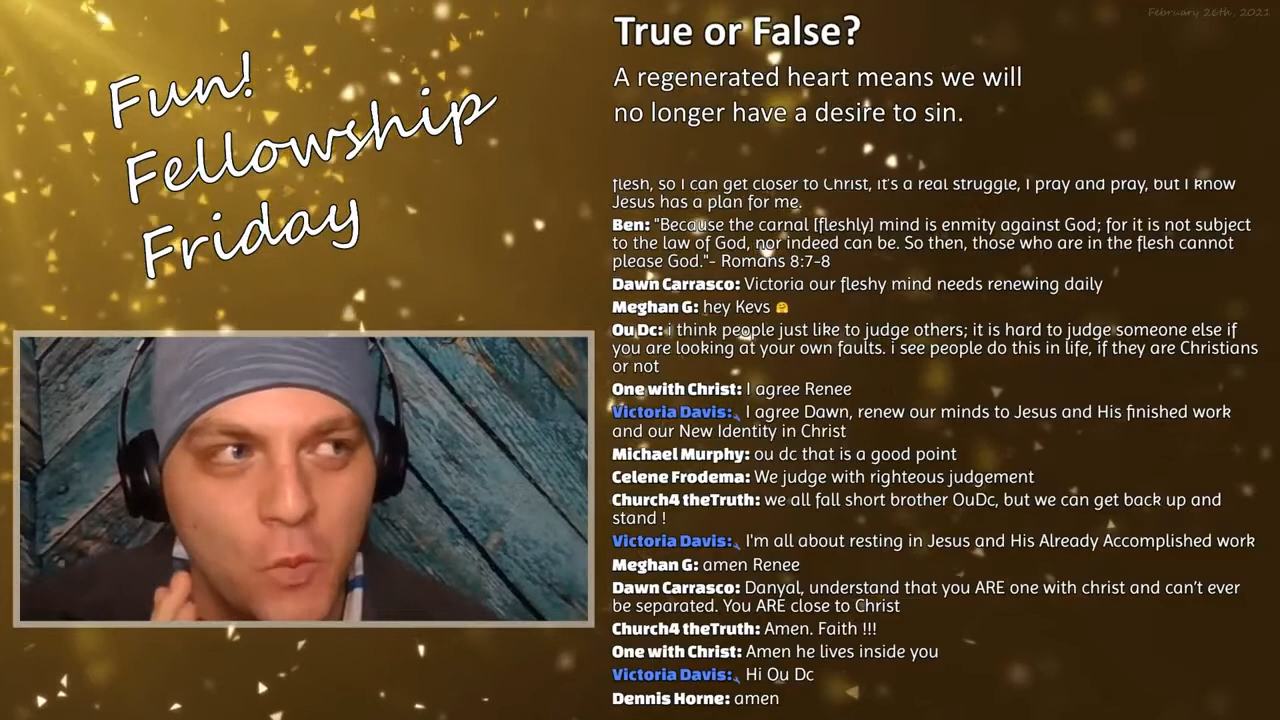 Fun!
Fellowship
Friday
February 26th, 2021
True or False?
A regenerated heart means we will
no longer have a desire to sin.
flesh, so I can get closer to Christ, it's a real struggle, I pray and pray, but I know
Jesus has a plan for me.
Ben: "Because the carnal [fleshly] mind is enmity against God; for it is not subject
to the law of God, nor indeed can be. So then, those who are in the flesh cannot
please God."- Romans 8:7-8
Dawn Carrasco: Victoria our fleshy mind needs renewing daily
Meghan G: hey Kevs 🤗
Ou Dc: i think people just like to judge others; it is hard to judge someone else if
you are looking at your own faults. i see people do this in life, if they are Christians
or not
One with Christ: I agree Renee
Victoria Davis: I agree Dawn, renew our minds to Jesus and His finished work
and our New Identity in Christ
Michael Murphy: ou dc that is a good point
Celene Frodema: We judge with righteous judgement
Church4 theTruth: we all fall short brother OuDc, but we can get back up and
stand !
Victoria Davis: I'm all about resting in Jesus and His Already Accomplished work
Meghan G: amen Renee
Dawn Carrasco: Danyal, understand that you ARE one with christ and can't ever
be separated. You ARE close to Christ
Church4 theTruth: Amen. Faith !!!
One with Christ: Amen he lives inside you
Victoria Davis: Hi Ou Dc
Dennis Horne: amen